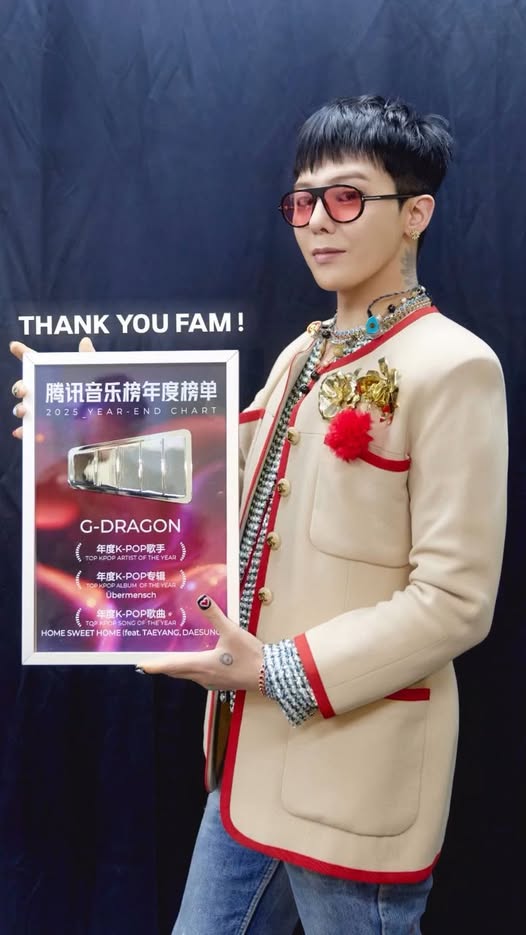 THANK YOU FAM !
腾讯音乐榜年度榜单
2025_YEAR-END CHART
G-DRAGON
年度K-POP歌手
TOP KPOP ARTIST OF THE YEAR
年度K-POP专辑
TOP KPOP ALBUM OF THE YEAR
Übermensch
年度K-POP歌曲
TOP KPOP SONG OF THE YEAR
HOME SWEET HOME (feat. TAEYANG, DAESUNG